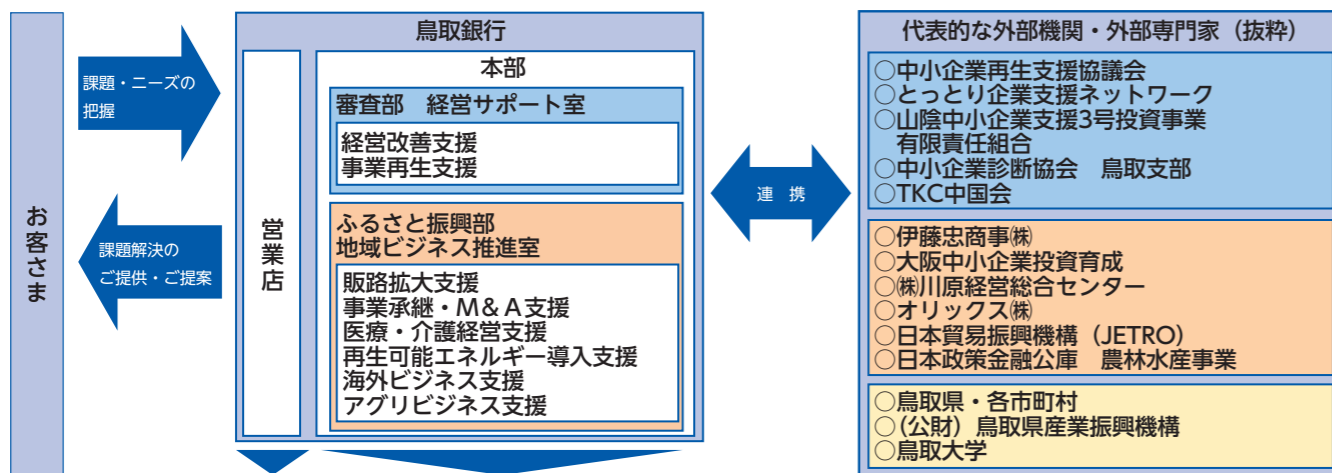 お客さま
課題・ニーズの
把握
課題解決の
ご提供・ご提案
鳥取銀行
営業店
本部
審査部　経営サポート室
経営改善支援
事業再生支援
ふるさと振興部
地域ビジネス推進室
販路拡大支援
事業承継・M&A支援
医療・介護経営支援
再生可能エネルギー導入支援
海外ビジネス支援
アグリビジネス支援
連　携
代表的な外部機関・外部専門家（抜粋）
○中小企業再生支援協議会
○とっとり企業支援ネットワーク
○山陰中小企業支援3号投資事業
有限責任組合
○中小企業診断協会　鳥取支部
○TKC中国会
○伊藤忠商事㈱
○大阪中小企業投資育成
○㈱川原経営総合センター
○オリックス㈱
○日本貿易振興機構（JETRO）
○日本政策金融公庫　農林水産事業
○鳥取県・各市町村
○(公財）鳥取県産業振興機構
○鳥取大学